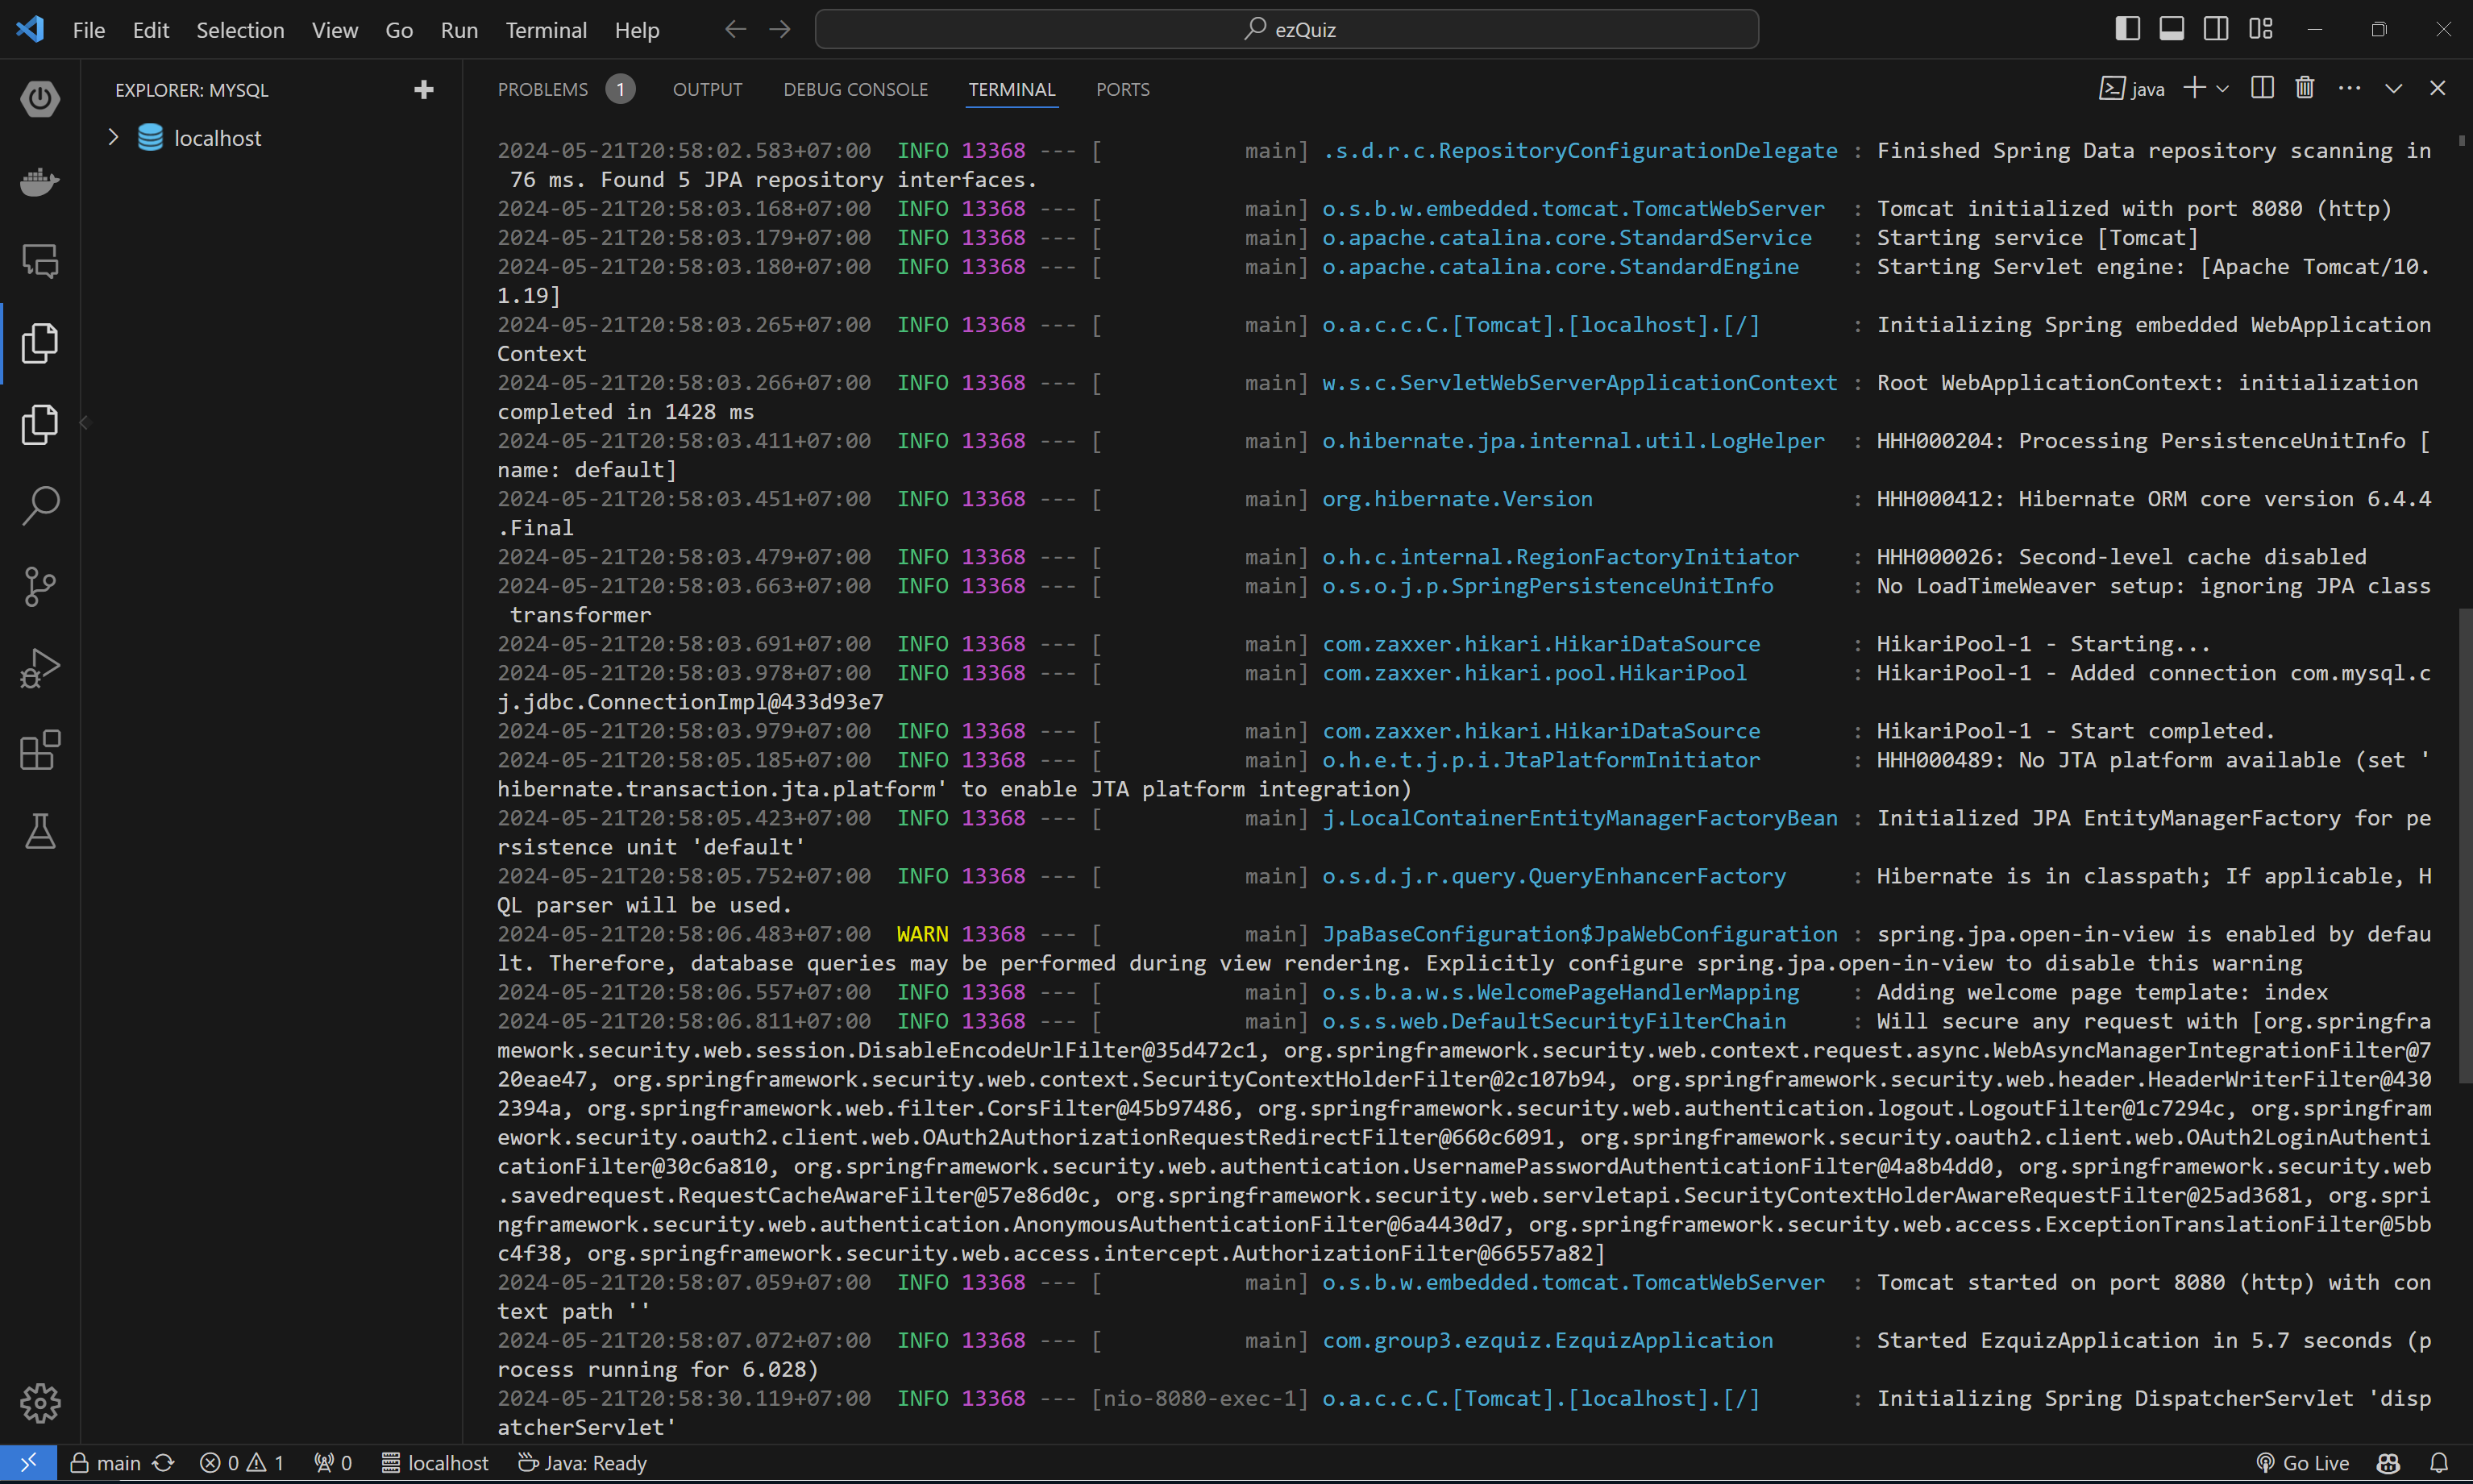 File Edit Selection View Go Run Terminal Help ezQuiz
EXPLORER: MYSQL
localhost
PROBLEMS 1 OUTPUT DEBUG CONSOLE TERMINAL PORTS java
2024-05-21T20:58:02.583+07:00  INFO 13368 --- [           main] .s.d.r.c.RepositoryConfigurationDelegate : Finished Spring Data repository scanning in
 76 ms. Found 5 JPA repository interfaces.
2024-05-21T20:58:03.168+07:00  INFO 13368 --- [           main] o.s.b.w.embedded.tomcat.TomcatWebServer  : Tomcat initialized with port 8080 (http)
2024-05-21T20:58:03.179+07:00  INFO 13368 --- [           main] o.apache.catalina.core.StandardService   : Starting service [Tomcat]
2024-05-21T20:58:03.180+07:00  INFO 13368 --- [           main] o.apache.catalina.core.StandardEngine    : Starting Servlet engine: [Apache Tomcat/10.
1.19]
2024-05-21T20:58:03.265+07:00  INFO 13368 --- [           main] o.a.c.c.C.[Tomcat].[localhost].[/]       : Initializing Spring embedded WebApplication
Context
2024-05-21T20:58:03.266+07:00  INFO 13368 --- [           main] w.s.c.ServletWebServerApplicationContext : Root WebApplicationContext: initialization
completed in 1428 ms
2024-05-21T20:58:03.411+07:00  INFO 13368 --- [           main] o.hibernate.jpa.internal.util.LogHelper  : HHH000204: Processing PersistenceUnitInfo [
name: default]
2024-05-21T20:58:03.451+07:00  INFO 13368 --- [           main] org.hibernate.Version                    : HHH000412: Hibernate ORM core version 6.4.4
.Final
2024-05-21T20:58:03.479+07:00  INFO 13368 --- [           main] o.h.c.internal.RegionFactoryInitiator    : HHH000026: Second-level cache disabled
2024-05-21T20:58:03.663+07:00  INFO 13368 --- [           main] o.s.o.j.p.SpringPersistenceUnitInfo      : No LoadTimeWeaver setup: ignoring JPA class
 transformer
2024-05-21T20:58:03.691+07:00  INFO 13368 --- [           main] com.zaxxer.hikari.HikariDataSource       : HikariPool-1 - Starting...
2024-05-21T20:58:03.978+07:00  INFO 13368 --- [           main] com.zaxxer.hikari.pool.HikariPool        : HikariPool-1 - Added connection com.mysql.c
j.jdbc.ConnectionImpl@433d93e7
2024-05-21T20:58:03.979+07:00  INFO 13368 --- [           main] com.zaxxer.hikari.HikariDataSource       : HikariPool-1 - Start completed.
2024-05-21T20:58:05.185+07:00  INFO 13368 --- [           main] o.h.e.t.j.p.i.JtaPlatformInitiator       : HHH000489: No JTA platform available (set '
hibernate.transaction.jta.platform' to enable JTA platform integration)
2024-05-21T20:58:05.423+07:00  INFO 13368 --- [           main] j.LocalContainerEntityManagerFactoryBean : Initialized JPA EntityManagerFactory for pe
rsistence unit 'default'
2024-05-21T20:58:05.752+07:00  INFO 13368 --- [           main] o.s.d.j.r.query.QueryEnhancerFactory     : Hibernate is in classpath; If applicable, H
QL parser will be used.
2024-05-21T20:58:06.483+07:00  WARN 13368 --- [           main] JpaBaseConfiguration$JpaWebConfiguration : spring.jpa.open-in-view is enabled by defau
lt. Therefore, database queries may be performed during view rendering. Explicitly configure spring.jpa.open-in-view to disable this warning
2024-05-21T20:58:06.557+07:00  INFO 13368 --- [           main] o.s.b.a.w.s.WelcomePageHandlerMapping    : Adding welcome page template: index
2024-05-21T20:58:06.811+07:00  INFO 13368 --- [           main] o.s.s.web.DefaultSecurityFilterChain     : Will secure any request with [org.springfra
mework.security.web.session.DisableEncodeUrlFilter@35d472c1, org.springframework.security.web.context.request.async.WebAsyncManagerIntegrationFilter@7
20eae47, org.springframework.security.web.context.SecurityContextHolderFilter@2c107b94, org.springframework.security.web.header.HeaderWriterFilter@430
2394a, org.springframework.web.filter.CorsFilter@45b97486, org.springframework.security.web.authentication.logout.LogoutFilter@1c7294c, org.springfram
ework.security.oauth2.client.web.OAuth2AuthorizationRequestRedirectFilter@660c6091, org.springframework.security.oauth2.client.web.OAuth2LoginAuthenti
cationFilter@30c6a810, org.springframework.security.web.authentication.UsernamePasswordAuthenticationFilter@4a8b4dd0, org.springframework.security.web
.savedrequest.RequestCacheAwareFilter@57e86d0c, org.springframework.security.web.servletapi.SecurityContextHolderAwareRequestFilter@25ad3681, org.spri
ngframework.security.web.authentication.AnonymousAuthenticationFilter@6a4430d7, org.springframework.security.web.access.ExceptionTranslationFilter@5bb
c4f38, org.springframework.security.web.access.intercept.AuthorizationFilter@66557a82]
2024-05-21T20:58:07.059+07:00  INFO 13368 --- [           main] o.s.b.w.embedded.tomcat.TomcatWebServer  : Tomcat started on port 8080 (http) with con
text path ''
2024-05-21T20:58:07.072+07:00  INFO 13368 --- [           main] com.group3.ezquiz.EzquizApplication      : Started EzquizApplication in 5.7 seconds (p
rocess running for 6.028)
2024-05-21T20:58:30.119+07:00  INFO 13368 --- [nio-8080-exec-1] o.a.c.c.C.[Tomcat].[localhost].[/]       : Initializing Spring DispatcherServlet 'disp
atcherServlet'
main 0 1 0 localhost Java: Ready Go Live